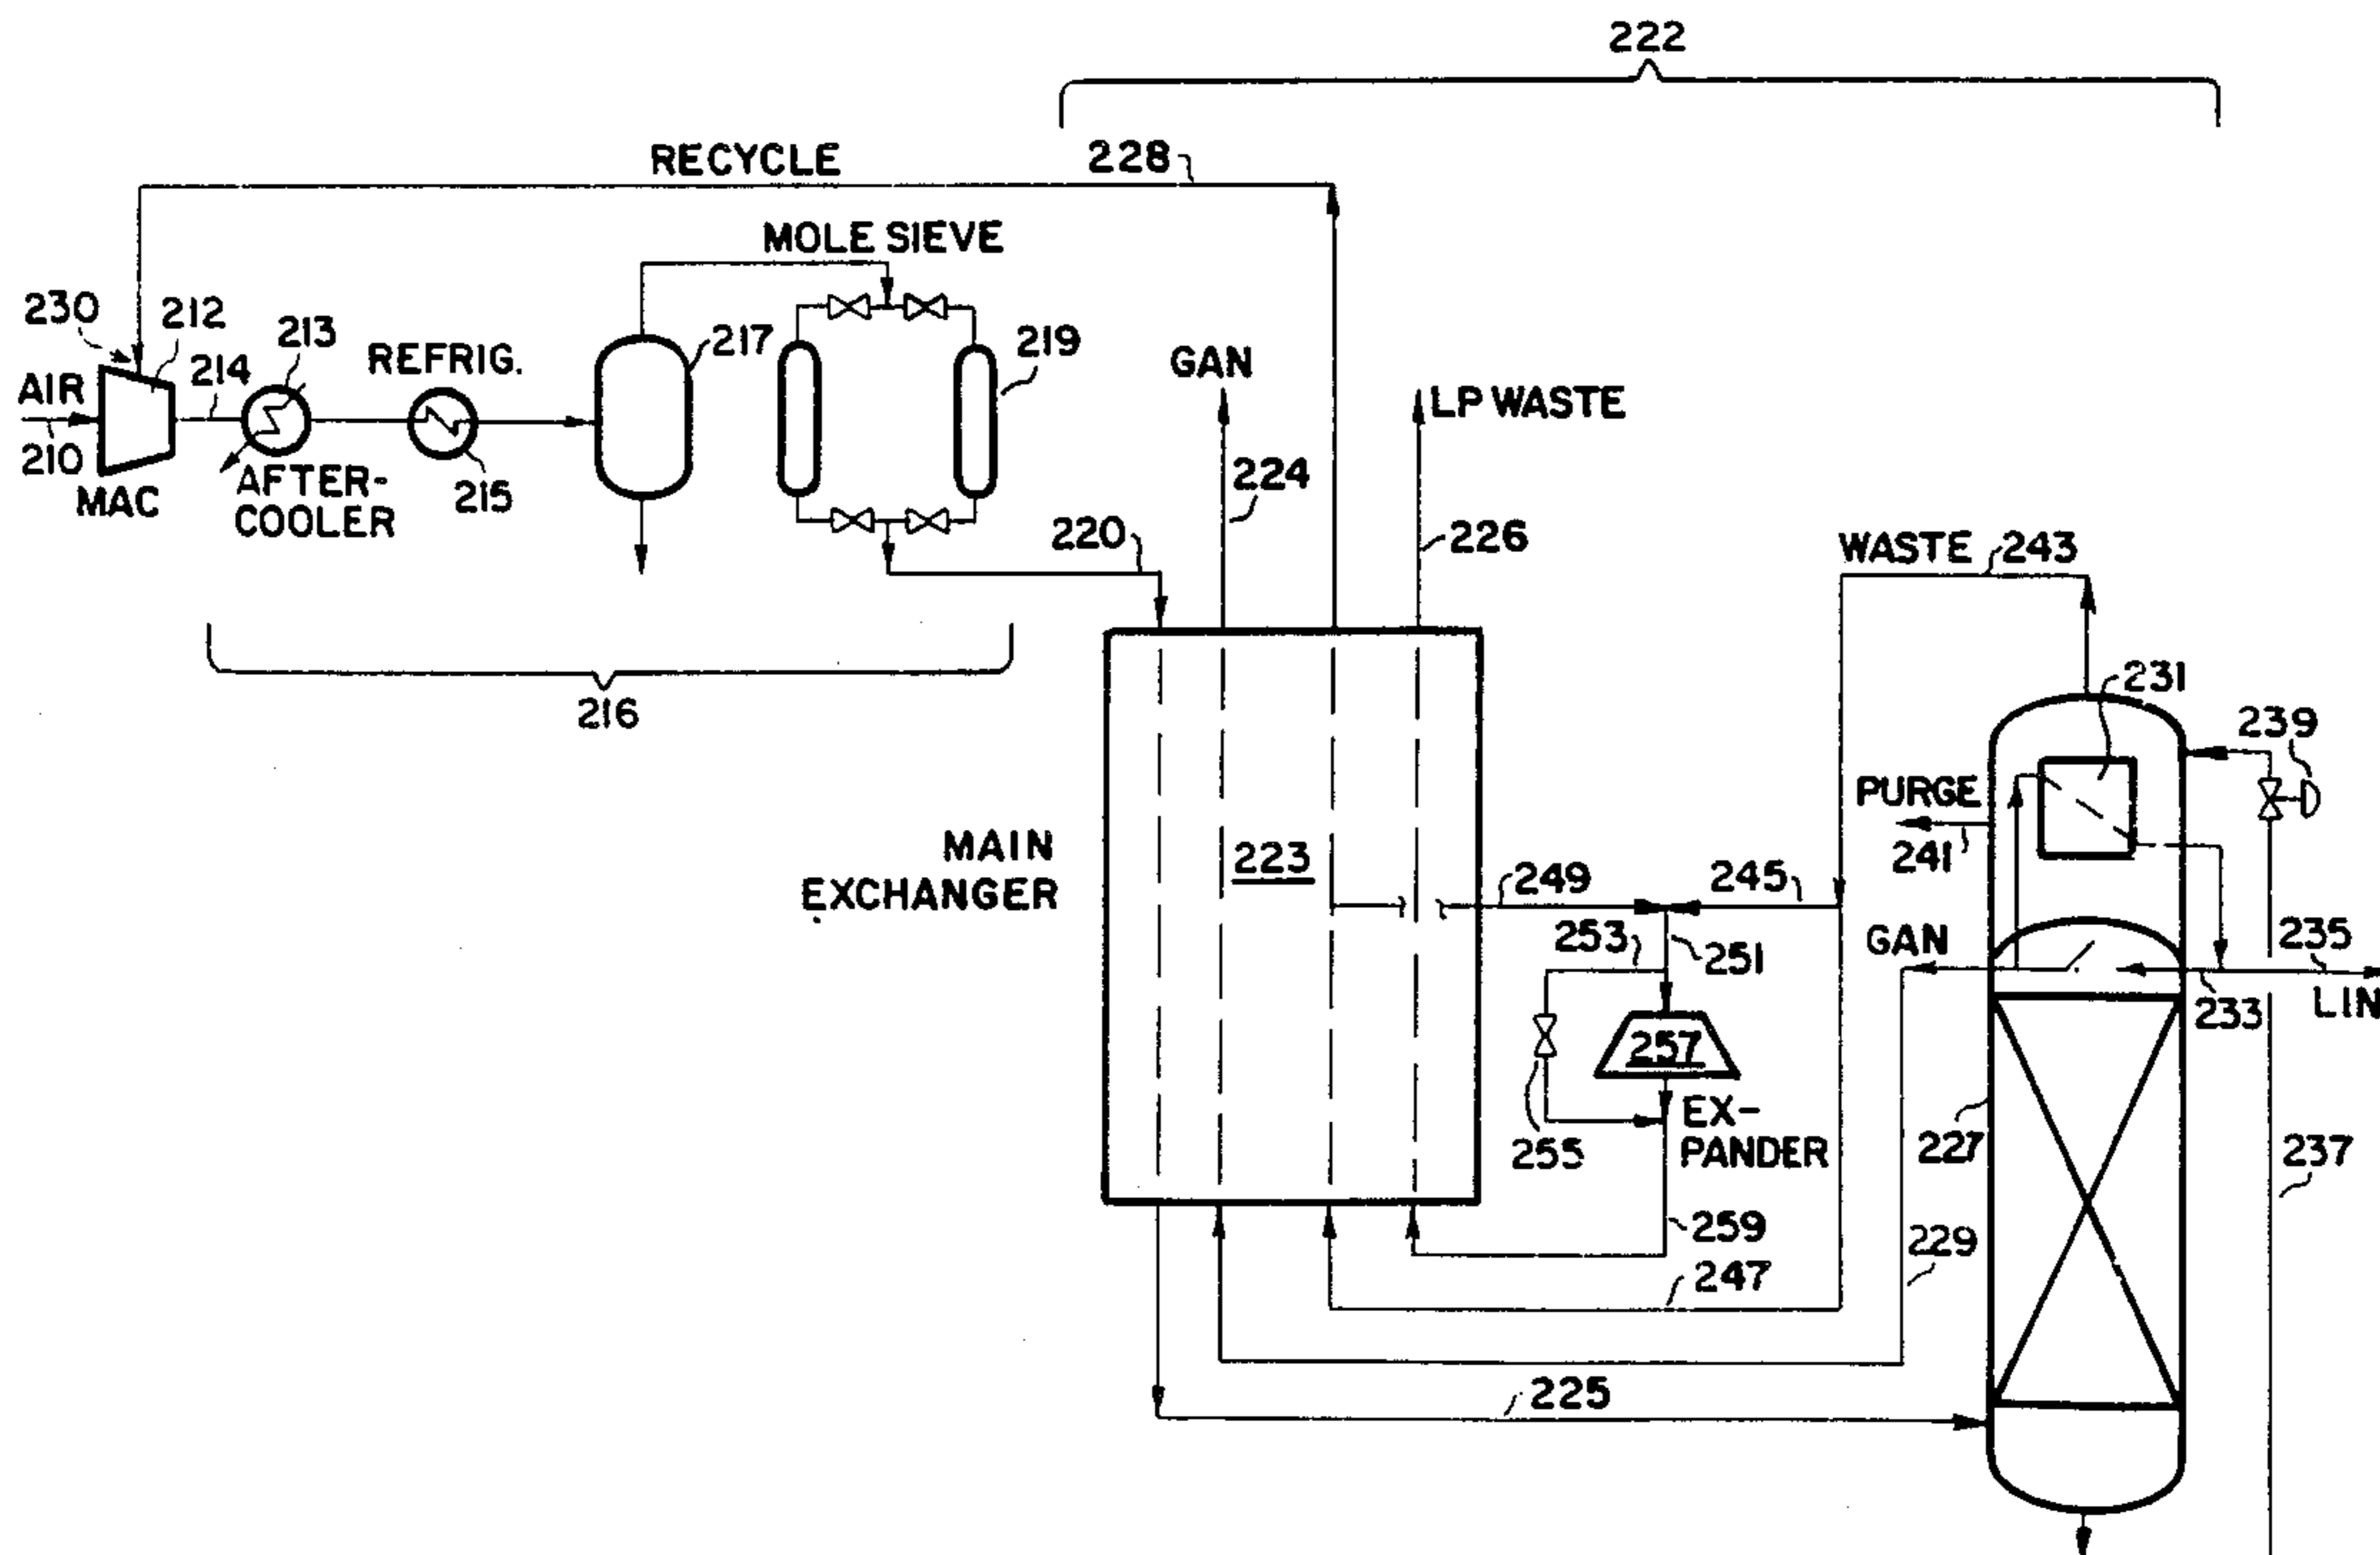 222
RECYCLE
228
MOLE SIEVE
230
212
213
REFRIG.
217
219
GAN
AIR
214
LP WASTE
210
MAC
AFTER-
COOLER
215
224
220
226
WASTE
243
216
231
239
PURGE
241
MAIN
EXCHANGER
223
249
245
253
251
GAN
235
233
LIN
257
EX-
PANDER
255
227
237
259
229
247
225